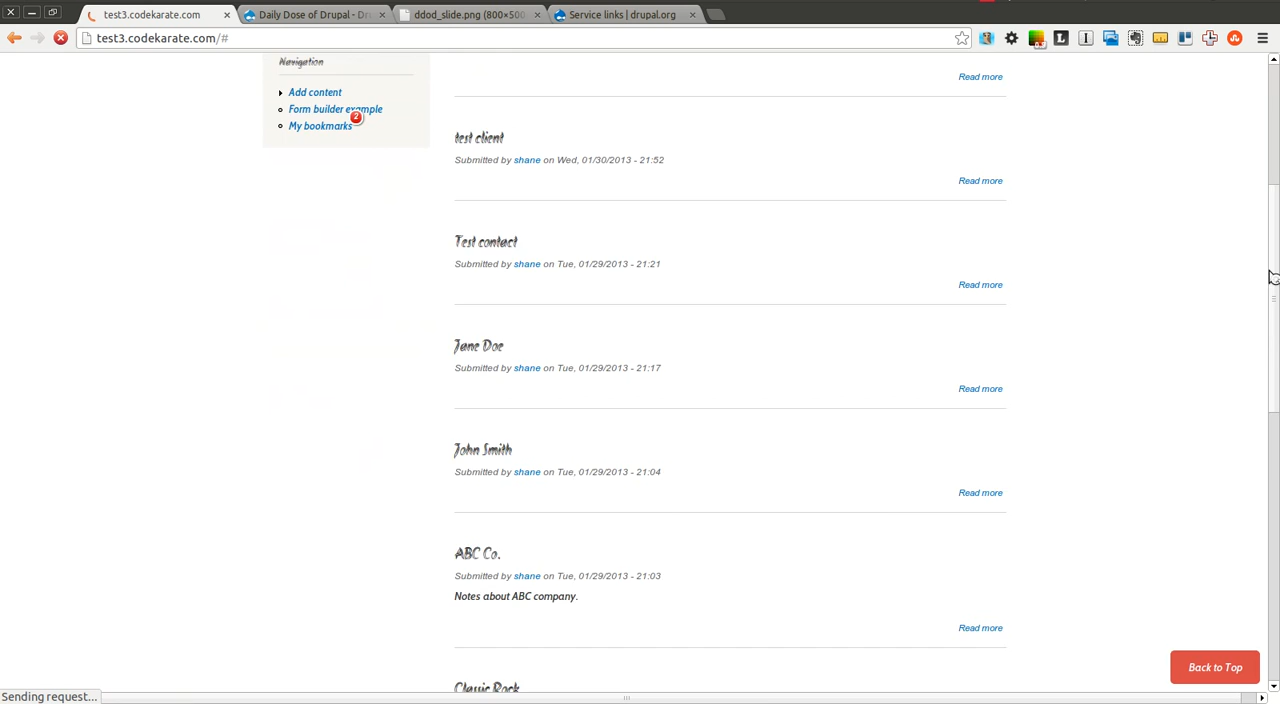 test3.codekarate.com
Daily Dose of Drupal - Dr
ddod_slide.png (800×500
Service links | drupal.org
test3.codekarate.com/#
Navigation
Add content
Form builder example
My bookmarks
2
Read more
test client
Submitted by shane on Wed, 01/30/2013 - 21:52
Read more
Test contact
Submitted by shane on Tue, 01/29/2013 - 21:21
Read more
Jane Doe
Submitted by shane on Tue, 01/29/2013 - 21:17
Read more
John Smith
Submitted by shane on Tue, 01/29/2013 - 21:04
Read more
ABC Co.
Submitted by shane on Tue, 01/29/2013 - 21:03
Notes about ABC company.
Read more
Classic Rock
Back to Top
Sending request...